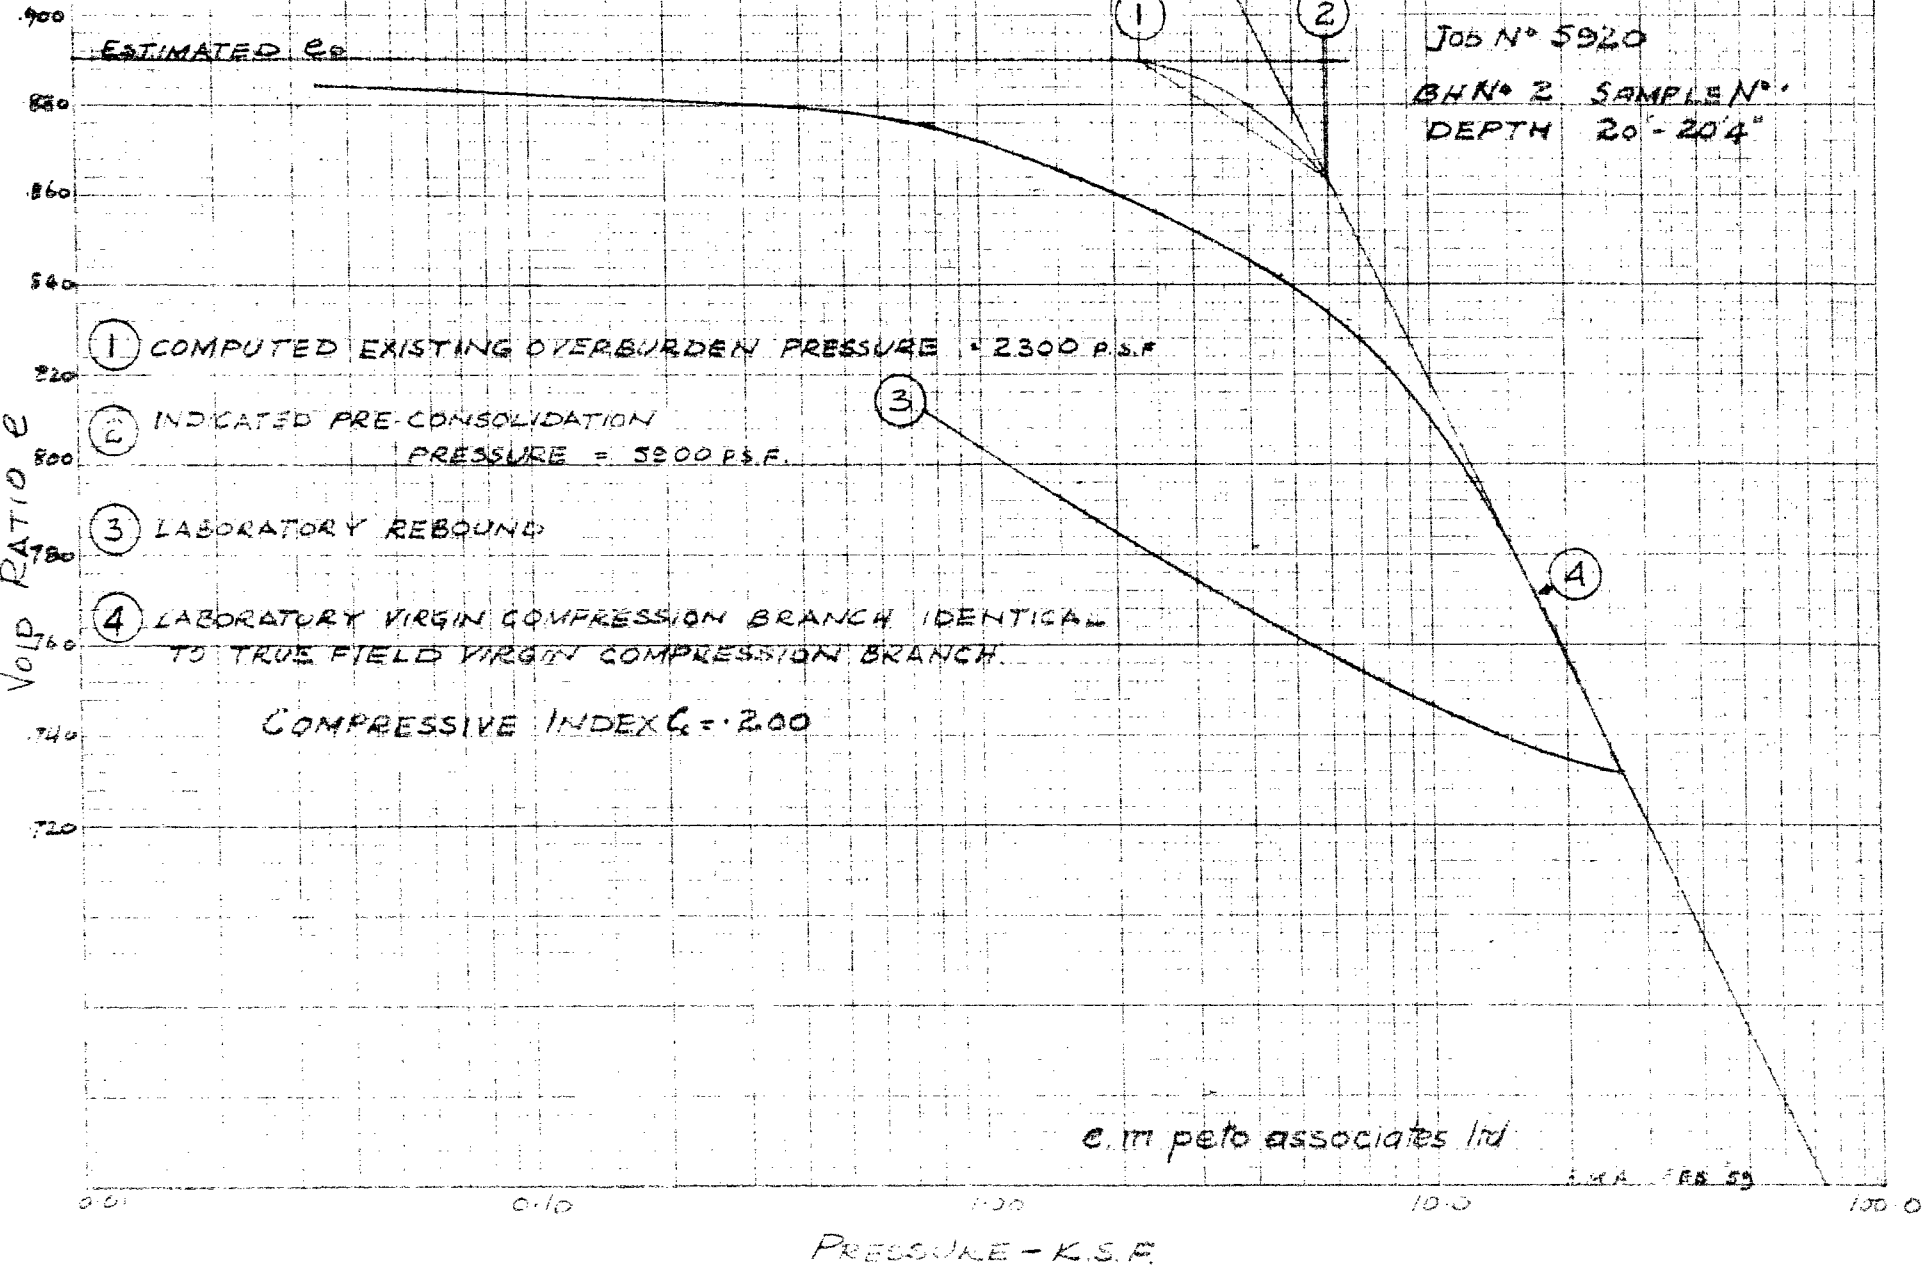 .900
1
2
ESTIMATED eo
JOB Nº 5920
BH Nº 2 SAMPLE Nº
DEPTH 20' - 20'4"
880
.860
840
1 COMPUTED EXISTING OVERBURDEN PRESSURE = 2300 P.S.F
820
3
2 INDICATED PRE-CONSOLIDATION
PRESSURE = P.S.F.
800
3 LABORATORY REBOUND
780
4
4 LABORATORY VIRGIN COMPRESSION BRANCH IDENTICAL
TO TRUE FIELD VIRGIN COMPRESSION BRANCH.
760
COMPRESSIVE INDEX Cc = .200
.740
.720
VOID RATIO e
e. m peto associates ltd
FEB 59
0.01
0.10
1.00
10.0
100.0
PRESSURE - K.S.F.